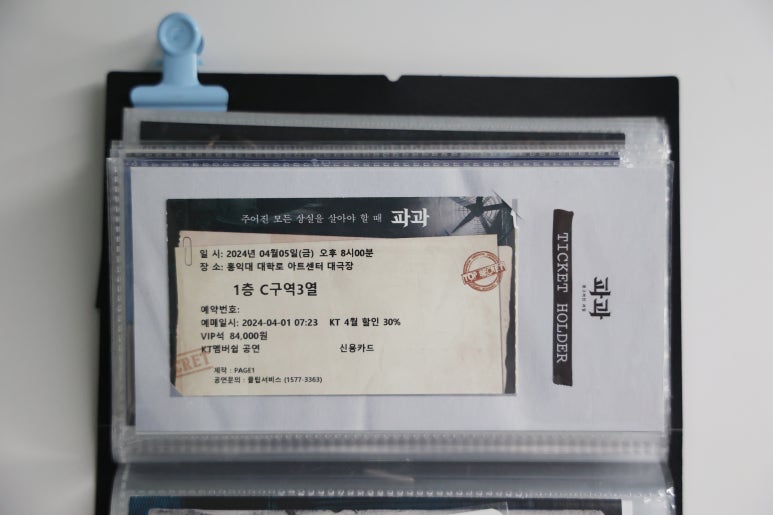 주어진 모든 상실을 살아야 할 때 파과
일 시: 2024년 04월05일(금) 오후 8시00분
장 소: 홍익대 대학로 아트센터 대극장
TOP SECRET
1층 C구역3열
예약번호:
예매일시: 2024-04-01 07:23 KT 4월 할인 30%
VIP석 84,000원
KT멤버쉽 공연 신용카드
CRET
제작 : PAGE1
공연문의 : 클립서비스 (1577-3363)
TICKET HOLDER
파과